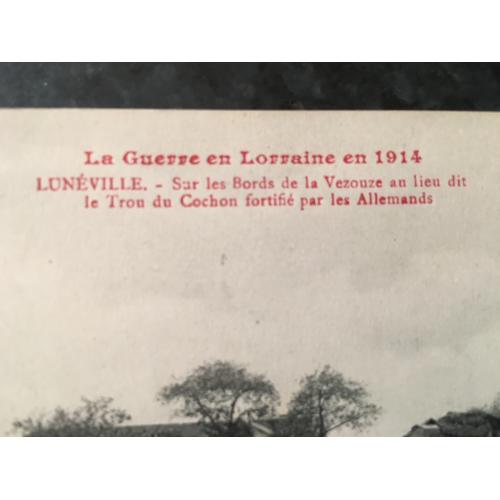 La Guerre en Lorraine en 1914
LUNÉVILLE. - Sur les Bords de la Vezouze au lieu dit
le Trou du Cochon fortifié par les Allemands